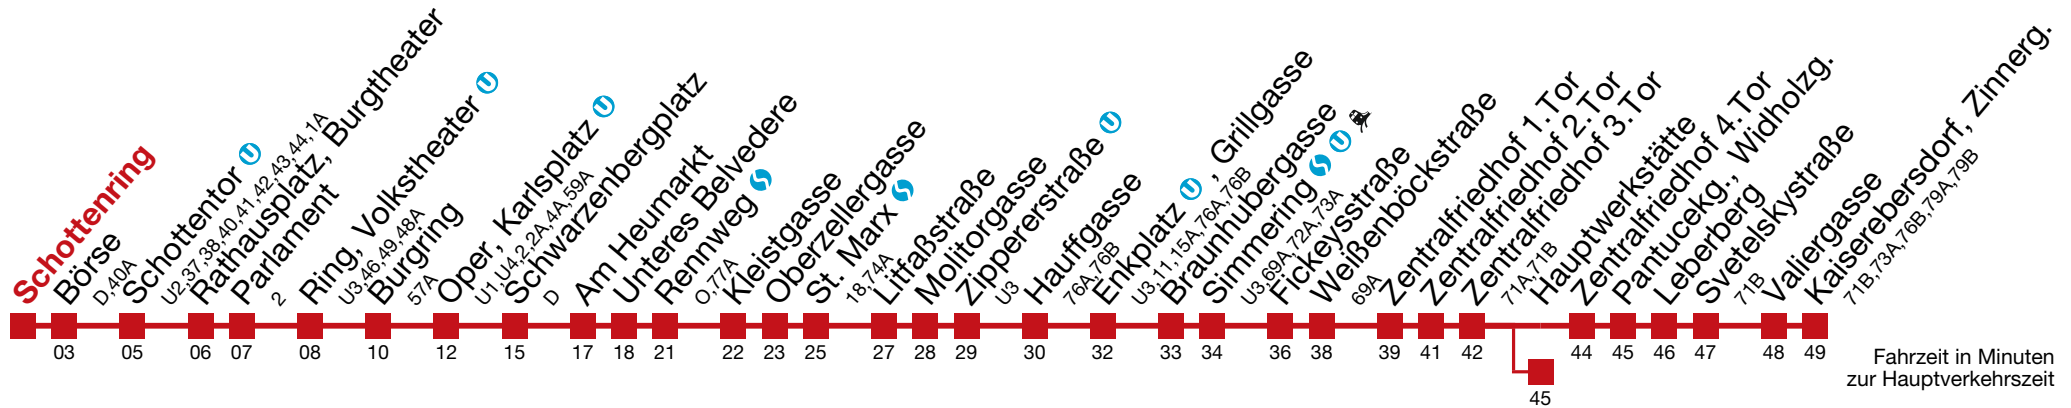 Schottenring
Börse
D,40A
Schottentor U
U2,37,38,40,41,42,43,44,1A
Rathausplatz, Burgtheater
Parlament
2
Ring, Volkstheater U
U3,46,49,48A
Burgring
57A
Oper, Karlsplatz U
U1,U4,2,2A,4A,59A
Schwarzenbergplatz
D
Am Heumarkt
Unteres Belvedere
Rennweg S
O,77A
Kleistgasse
Oberzellergasse
St. Marx S
18,74A
Litfaßstraße
Molitorgasse
Zippererstraße U
U3
Hauffgasse
76A,76B
Enkplatz U, Grillgasse
U3,11,15A,76A,76B
Braunhubergasse
Simmering S U
U3,69A,72A,73A
Fickeysstraße
Weißenböckstraße
69A
Zentralfriedhof 1.Tor
Zentralfriedhof 2.Tor
Zentralfriedhof 3.Tor
71A,71B
Hauptwerkstätte
Zentralfriedhof 4.Tor
Pantucekg., Widholzg.
Leberberg
Svetelskystraße
71B
Valiergasse
Kaiserebersdorf, Zinnerg.
71B,73A,76B,79A,79B
03 05 06 07 08 10 12 15 17 18 21 22 23 25 27 28 29 30 32 33 34 36 38 39 41 42 44 45 46 47 48 49
45
Fahrzeit in Minuten
zur Hauptverkehrszeit